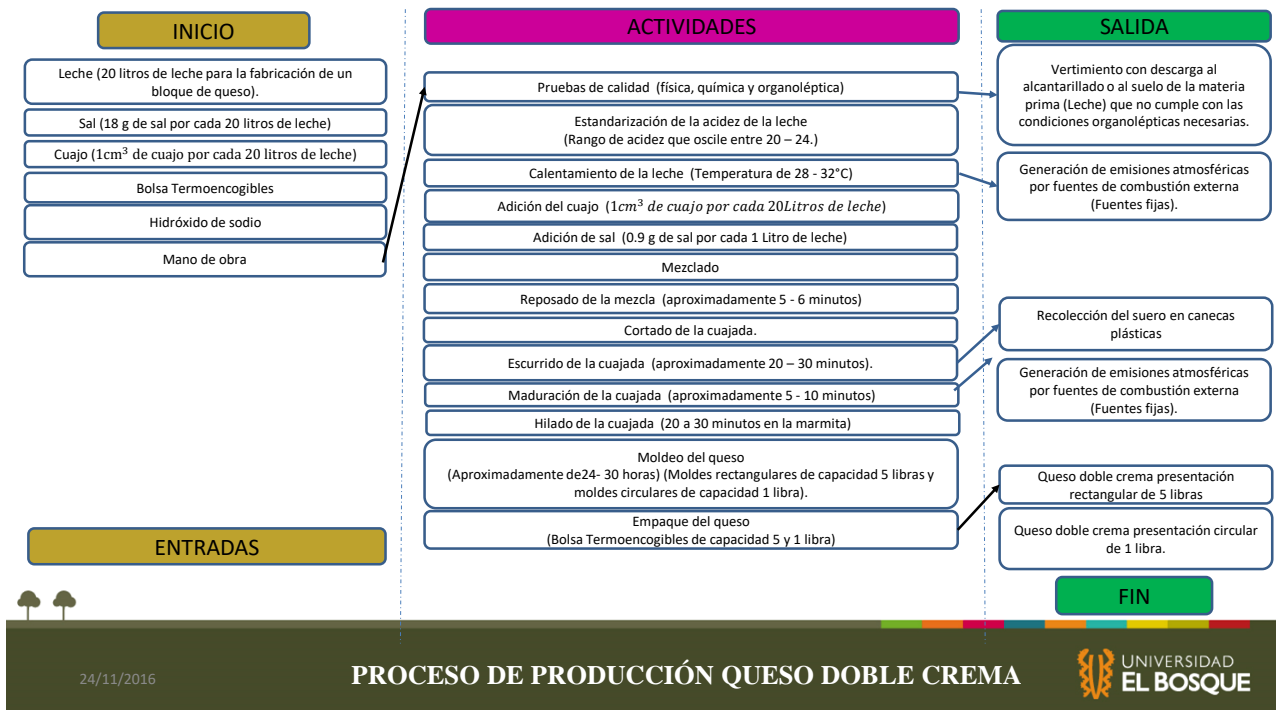 INICIO
Leche (20 litros de leche para la fabricación de un
bloque de queso).
Sal (18 g de sal por cada 20 litros de leche)
Cuajo (1cm³ de cuajo por cada 20 litros de leche)
Bolsa Termoencogibles
Hidróxido de sodio
Mano de obra
ENTRADAS
ACTIVIDADES
Pruebas de calidad (física, química y organoléptica)
Estandarización de la acidez de la leche
(Rango de acidez que oscile entre 20 – 24.)
Calentamiento de la leche (Temperatura de 28 - 32°C)
Adición del cuajo (1cm³ de cuajo por cada 20Litros de leche)
Adición de sal (0.9 g de sal por cada 1 Litro de leche)
Mezclado
Reposado de la mezcla (aproximadamente 5 - 6 minutos)
Cortado de la cuajada.
Escurrido de la cuajada (aproximadamente 20 – 30 minutos).
Maduración de la cuajada (aproximadamente 5 - 10 minutos)
Hilado de la cuajada (20 a 30 minutos en la marmita)
Moldeo del queso
(Aproximadamente de24- 30 horas) (Moldes rectangulares de capacidad 5 libras y
moldes circulares de capacidad 1 libra).
Empaque del queso
(Bolsa Termoencogibles de capacidad 5 y 1 libra)
SALIDA
Vertimiento con descarga al
alcantarillado o al suelo de la materia
prima (Leche) que no cumple con las
condiciones organolépticas necesarias.
Generación de emisiones atmosféricas
por fuentes de combustión externa
(Fuentes fijas).
Recolección del suero en canecas
plásticas
Generación de emisiones atmosféricas
por fuentes de combustión externa
(Fuentes fijas).
Queso doble crema presentación
rectangular de 5 libras
Queso doble crema presentación circular
de 1 libra.
FIN
24/11/2016
PROCESO DE PRODUCCIÓN QUESO DOBLE CREMA
UNIVERSIDAD
EL BOSQUE